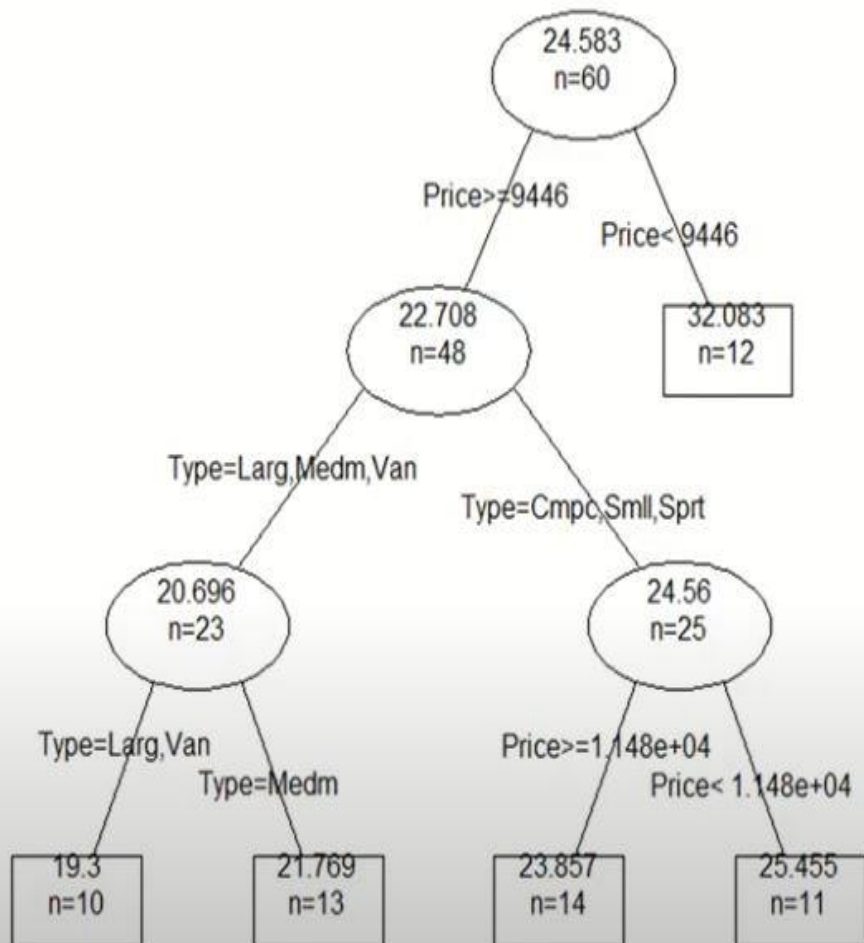 24.583
n=60
Price>=9446
Price< 9446
22.708
n=48
32.083
n=12
Type=Larg,Medm,Van
Type=Cmpc,Smll,Sprt
20.696
n=23
24.56
n=25
Type=Larg,Van
Type=Medm
Price>=1.148e+04
Price< 1.148e+04
19.3
n=10
21.769
n=13
23.857
n=14
25.455
n=11